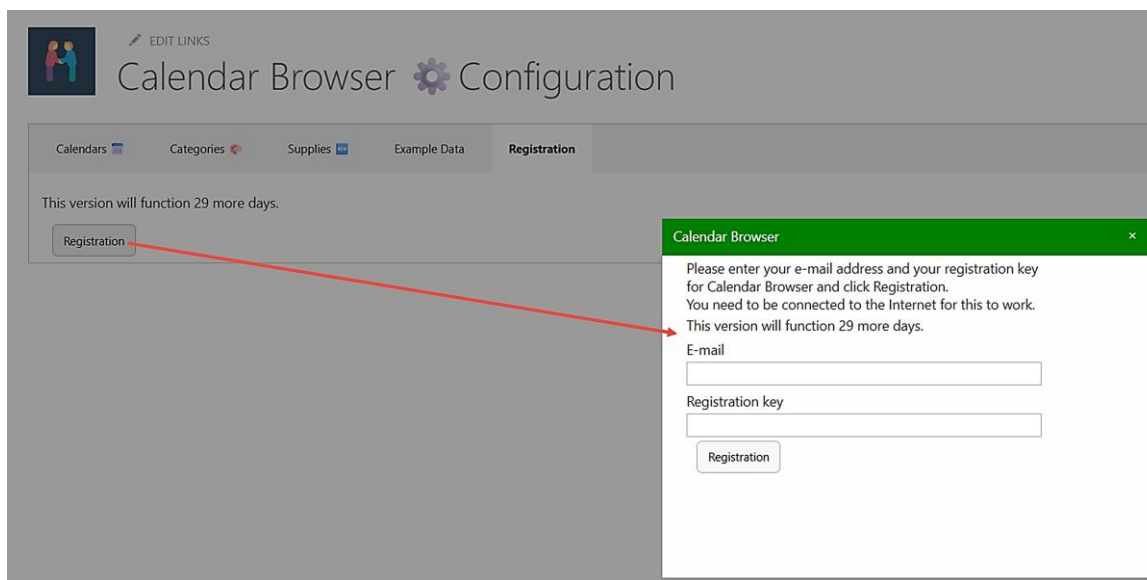 EDIT LINKS
Calendar Browser Configuration
Calendars Categories Supplies Example Data Registration
This version will function 29 more days.
Registration
Calendar Browser ×
Please enter your e-mail address and your registration key
for Calendar Browser and click Registration.
You need to be connected to the Internet for this to work.
This version will function 29 more days.
E-mail
Registration key
Registration